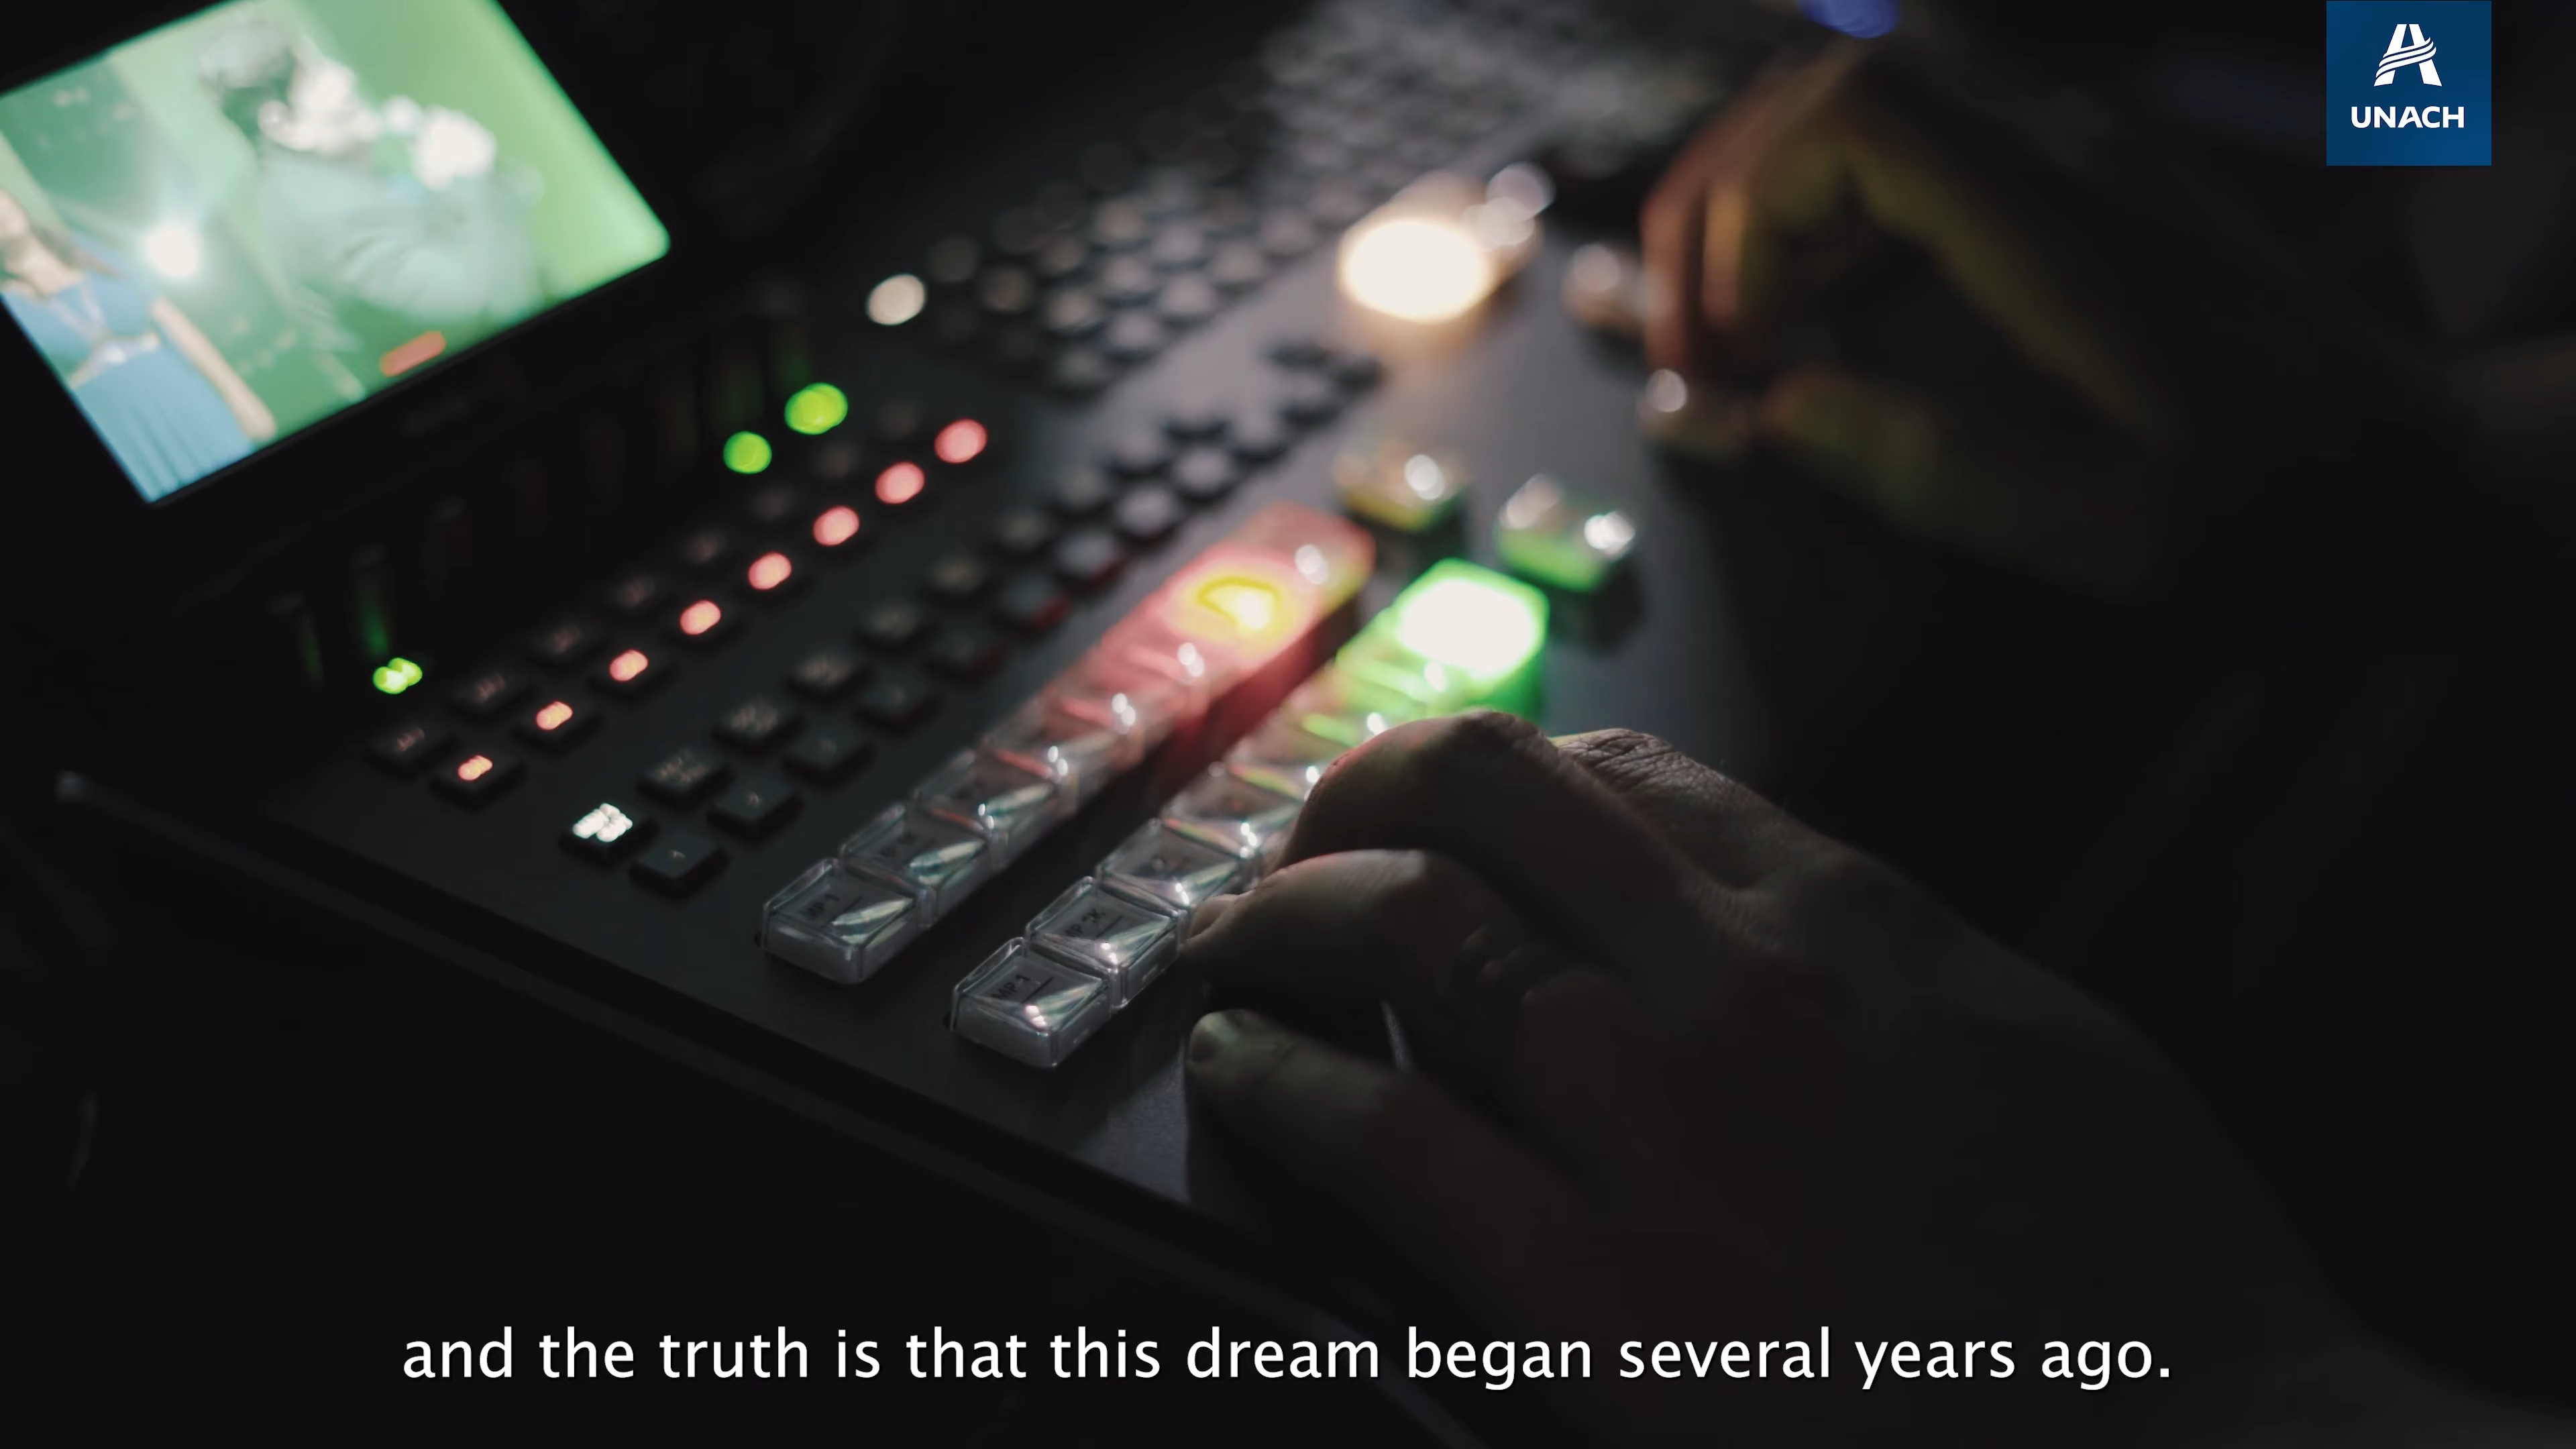 UNACH
and the truth is that this dream began several years ago.